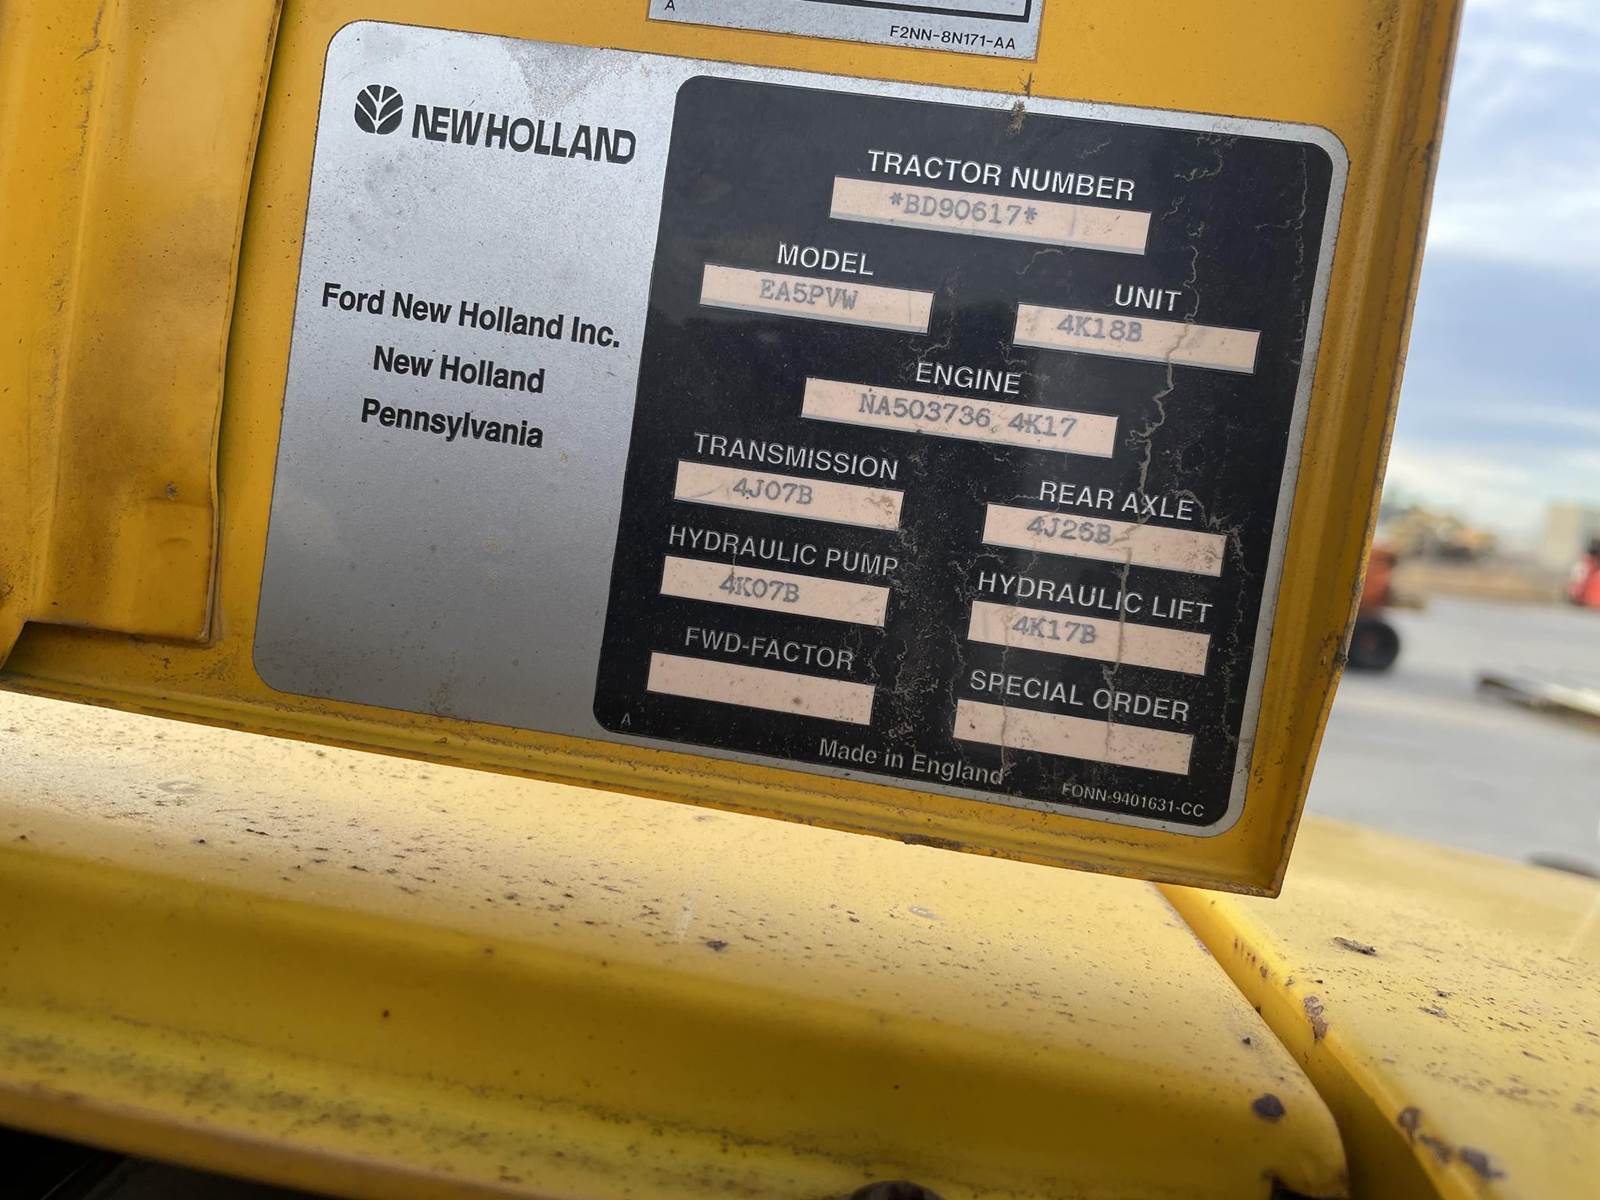 A
F2NN-8N171-AA
NEW HOLLAND
Ford New Holland Inc.
New Holland
Pennsylvania
TRACTOR NUMBER
*BD90617*
MODEL
EA5PVW
UNIT
4K18B
ENGINE
NA503736 4K17
TRANSMISSION
4J07B
REAR AXLE
4J26B
HYDRAULIC PUMP
4K07B
HYDRAULIC LIFT
4K17B
FWD-FACTOR
SPECIAL ORDER
A
Made in England
FONN-9401631-CC